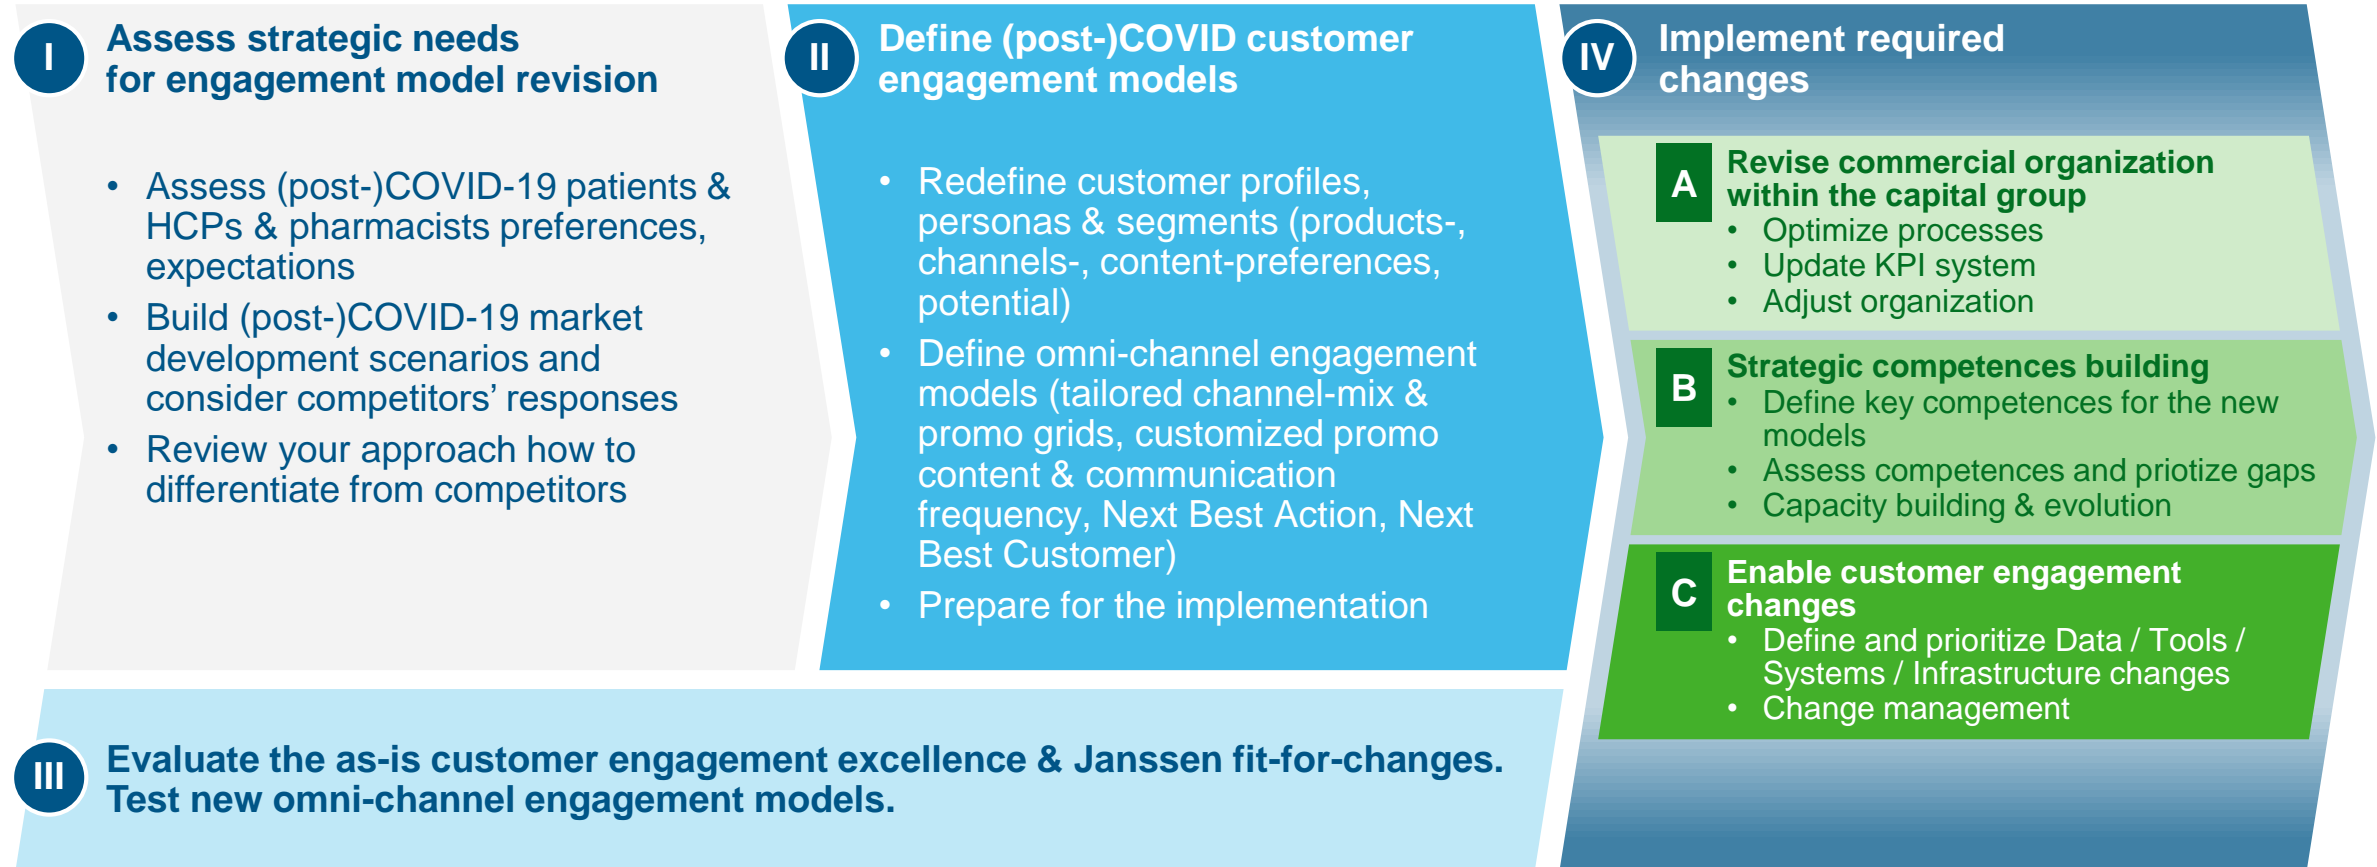 I
Assess strategic needs
for engagement model revision
• Assess (post-)COVID-19 patients &
HCPs & pharmacists preferences,
expectations
• Build (post-)COVID-19 market
development scenarios and
consider competitors’ responses
• Review your approach how to
differentiate from competitors
II
Define (post-)COVID customer
engagement models
• Redefine customer profiles,
personas & segments (products-,
channels-, content-preferences,
potential)
• Define omni-channel engagement
models (tailored channel-mix &
promo grids, customized promo
content & communication
frequency, Next Best Action, Next
Best Customer)
• Prepare for the implementation
III
Evaluate the as-is customer engagement excellence & Janssen fit-for-changes.
Test new omni-channel engagement models.
IV
Implement required
changes
A
Revise commercial organization
within the capital group
• Optimize processes
• Update KPI system
• Adjust organization
B
Strategic competences building
• Define key competences for the new
models
• Assess competences and priotize gaps
• Capacity building & evolution
C
Enable customer engagement
changes
• Define and prioritize Data / Tools /
Systems / Infrastructure changes
• Change management